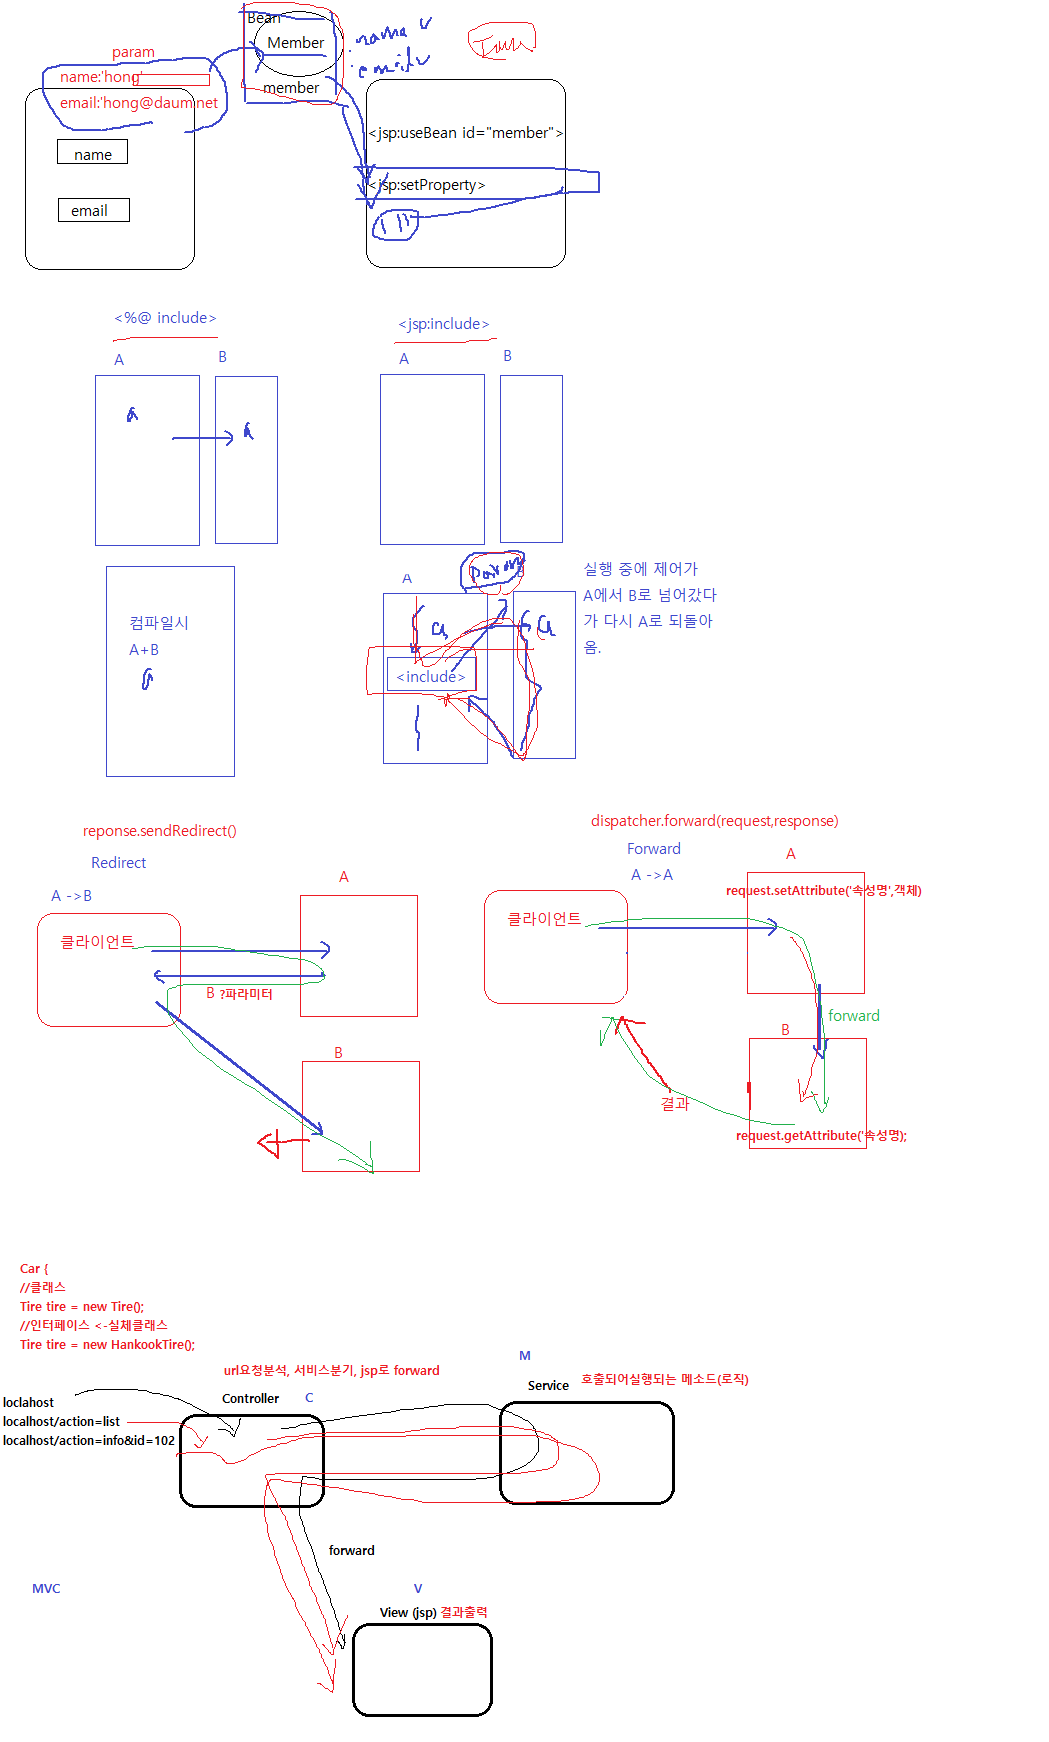 Bean
Member
member
name
email
param
name:'hong'
email:'hong@daum.net
name
email
<jsp:useBean id="member">
<jsp:setProperty>
<%@ include>
A
B
a
a
컴파일시
A+B
a
<jsp:include>
A
B
A
Param
B
a
a
<include>
실행 중에 제어가
A에서 B로 넘어갔다
가 다시 A로 되돌아
옴.
reponse.sendRedirect()
Redirect
A ->B
클라이언트
A
B ?파라미터
B
dispatcher.forward(request,response)
Forward
A ->A
클라이언트
A
request.setAttribute('속성명',객체)
forward
B
결과
request.getAttribute('속성명);
Car {
//클래스
Tire tire = new Tire();
//인터페이스 <-실체클래스
Tire tire = new HankookTire();
url요청분석, 서비스분기, jsp로 forward
Controller
C
M
Service
호출되어실행되는 메소드(로직)
loclahost
localhost/action=list
localhost/action=info&id=102
forward
MVC
V
View (jsp) 결과출력